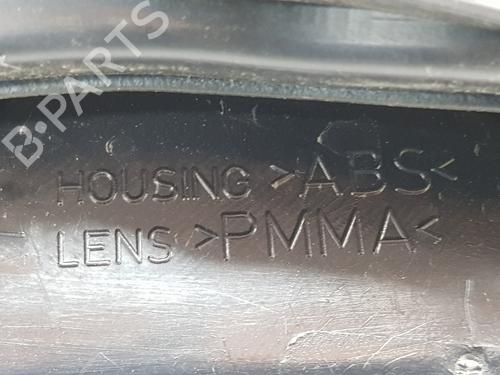 B-PARTS
HOUSING >ABS<
LENS >PMMA<